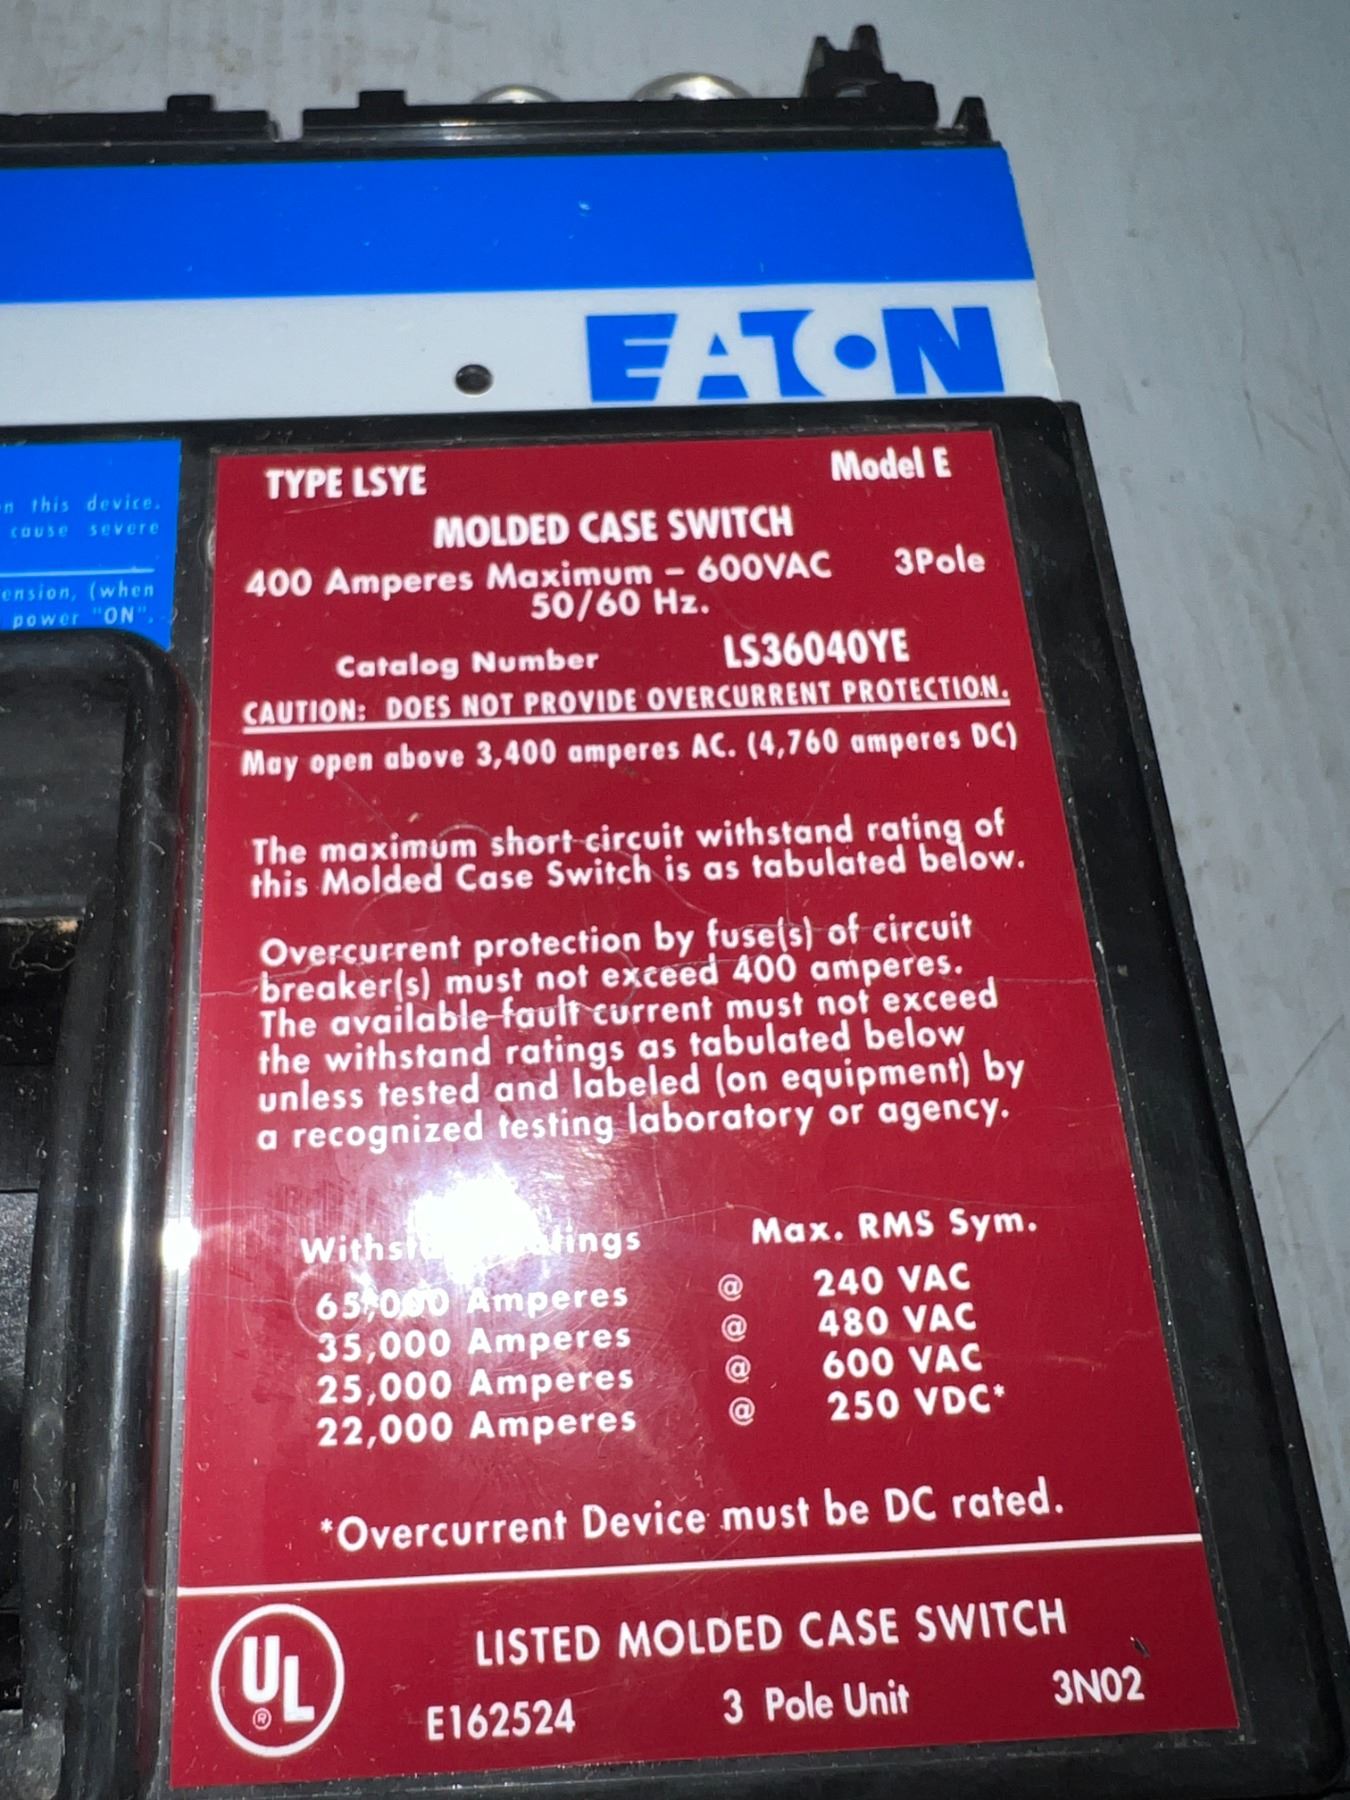 EATON
n this device.
cause severe
ension, (when
power "ON".
TYPE LSYE
Model E
MOLDED CASE SWITCH
400 Amperes Maximum – 600VAC 3Pole
50/60 Hz.
Catalog Number LS36040YE
CAUTION: DOES NOT PROVIDE OVERCURRENT PROTECTION.
May open above 3,400 amperes AC. (4,760 amperes DC)
The maximum short circuit withstand rating of
this Molded Case Switch is as tabulated below.
Overcurrent protection by fuse(s) of circuit
breaker(s) must not exceed 400 amperes.
The available fault current must not exceed
the withstand ratings as tabulated below
unless tested and labeled (on equipment) by
a recognized testing laboratory or agency.
Max. RMS Sym.
65,000 Amperes @ 240 VAC
35,000 Amperes @ 480 VAC
25,000 Amperes @ 600 VAC
22,000 Amperes @ 250 VDC*
*Overcurrent Device must be DC rated.
UL
®
LISTED MOLDED CASE SWITCH
E162524 3 Pole Unit 3N02